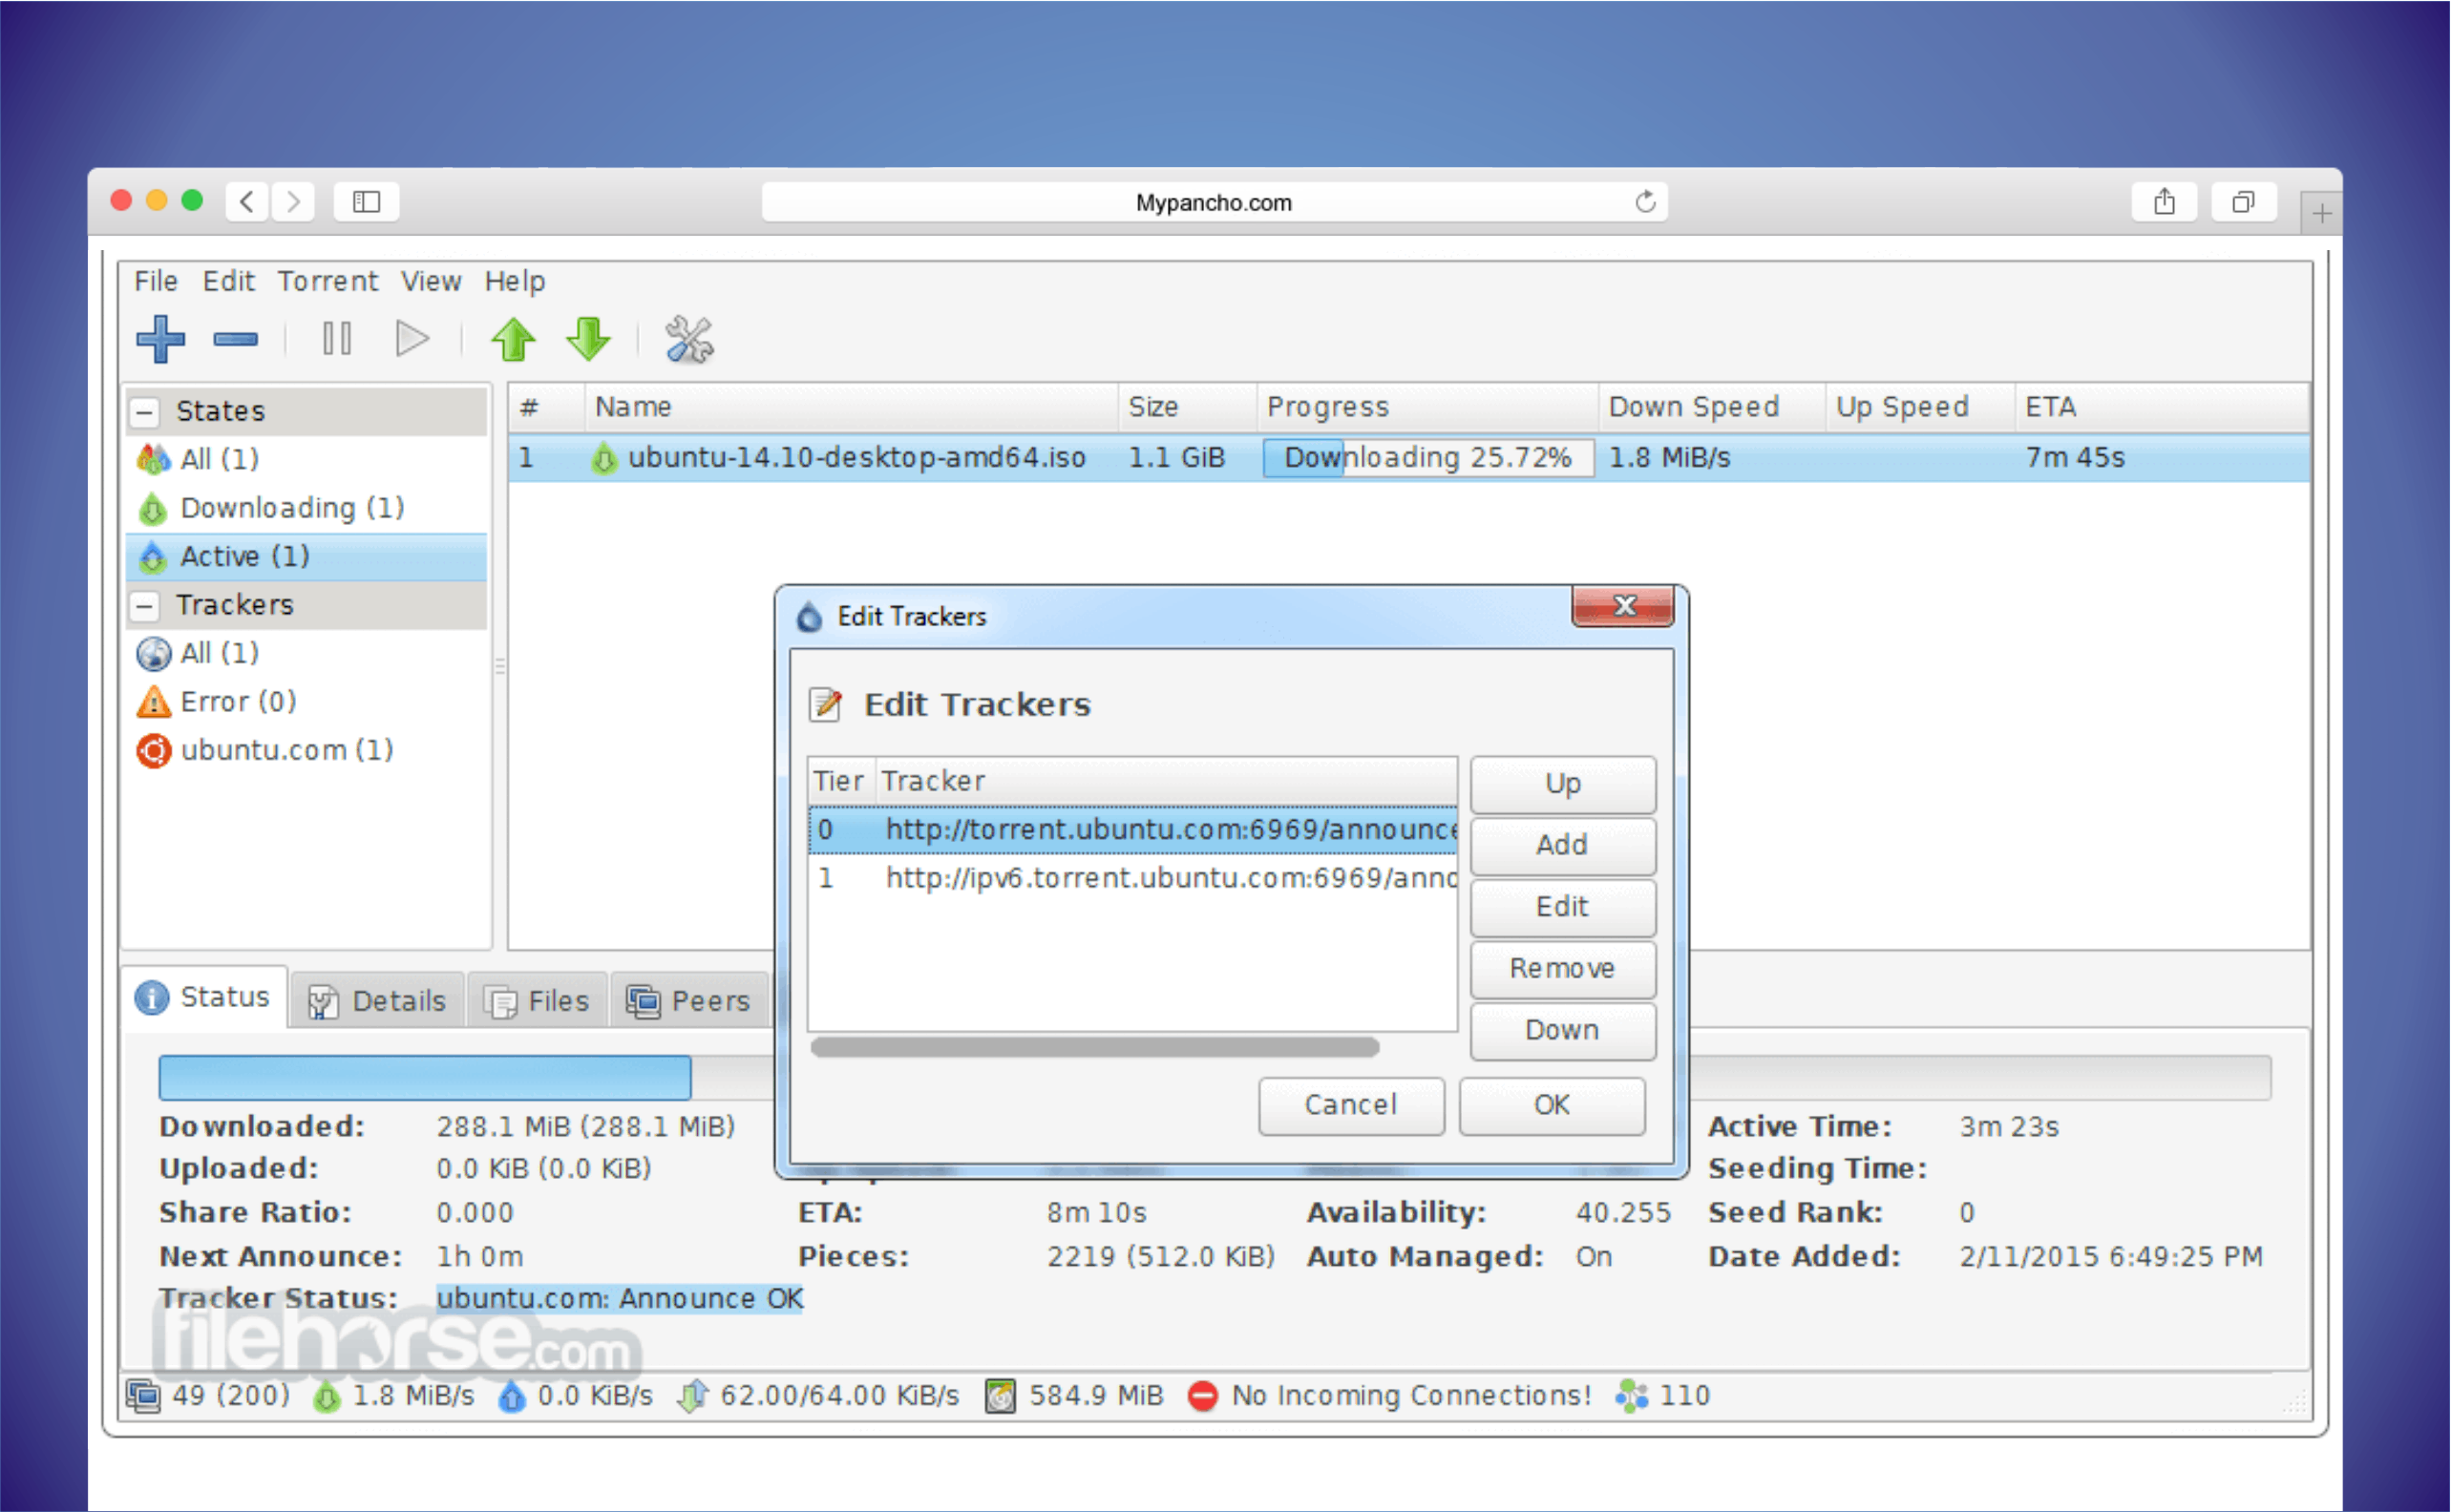 Mypancho.com
File Edit Torrent View Help
States
All (1)
Downloading (1)
Active (1)
Trackers
All (1)
Error (0)
ubuntu.com (1)
# Name Size Progress Down Speed Up Speed ETA
1 ubuntu-14.10-desktop-amd64.iso 1.1 GiB Downloading 25.72% 1.8 MiB/s 7m 45s
Edit Trackers
Edit Trackers
Tier Tracker
0 http://torrent.ubuntu.com:6969/announce
1 http://ipv6.torrent.ubuntu.com:6969/anno
Up
Add
Edit
Remove
Down
Cancel OK
Status Details Files Peers
Downloaded: 288.1 MiB (288.1 MiB) Active Time: 3m 23s
Uploaded: 0.0 KiB (0.0 KiB) Seeding Time:
Share Ratio: 0.000 ETA: 8m 10s Availability: 40.255 Seed Rank: 0
Next Announce: 1h 0m Pieces: 2219 (512.0 KiB) Auto Managed: On Date Added: 2/11/2015 6:49:25 PM
Tracker Status: ubuntu.com: Announce OK
filehorse.com
49 (200) 1.8 MiB/s 0.0 KiB/s 62.00/64.00 KiB/s 584.9 MiB No Incoming Connections! 110